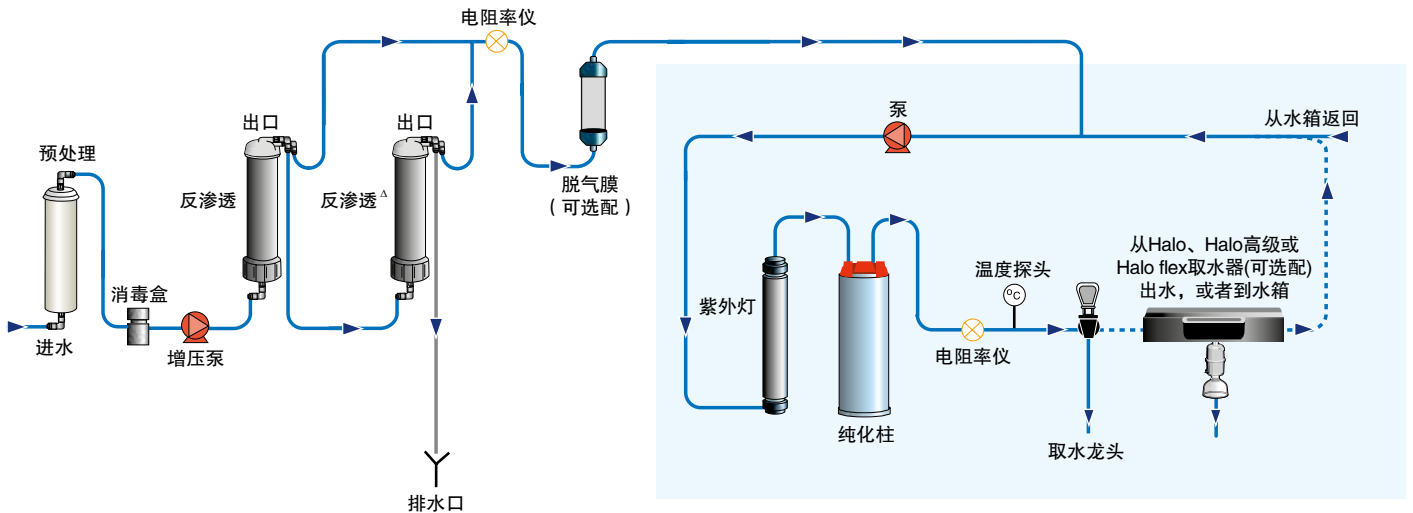 电阻率仪
预处理
出口
出口
反渗透
反渗透Δ
消毒盒
进水
增压泵
排水口
脱气膜
（可选配）
泵
从水箱返回
紫外灯
纯化柱
温度探头
°C
电阻率仪
取水龙头
从Halo、Halo高级或
Halo flex取水器(可选配)
出水，或者到水箱